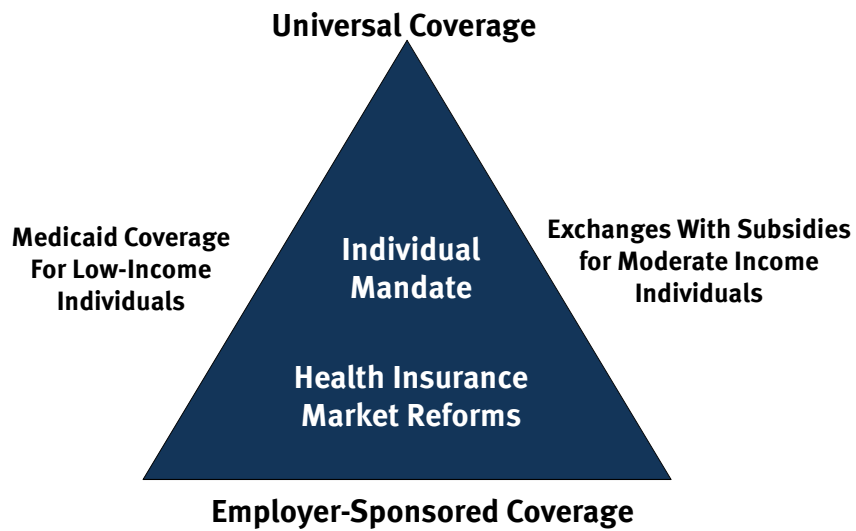 Universal Coverage
Medicaid Coverage
For Low-Income
Individuals
Individual
Mandate
Exchanges With Subsidies
for Moderate Income
Individuals
Health Insurance
Market Reforms
Employer-Sponsored Coverage